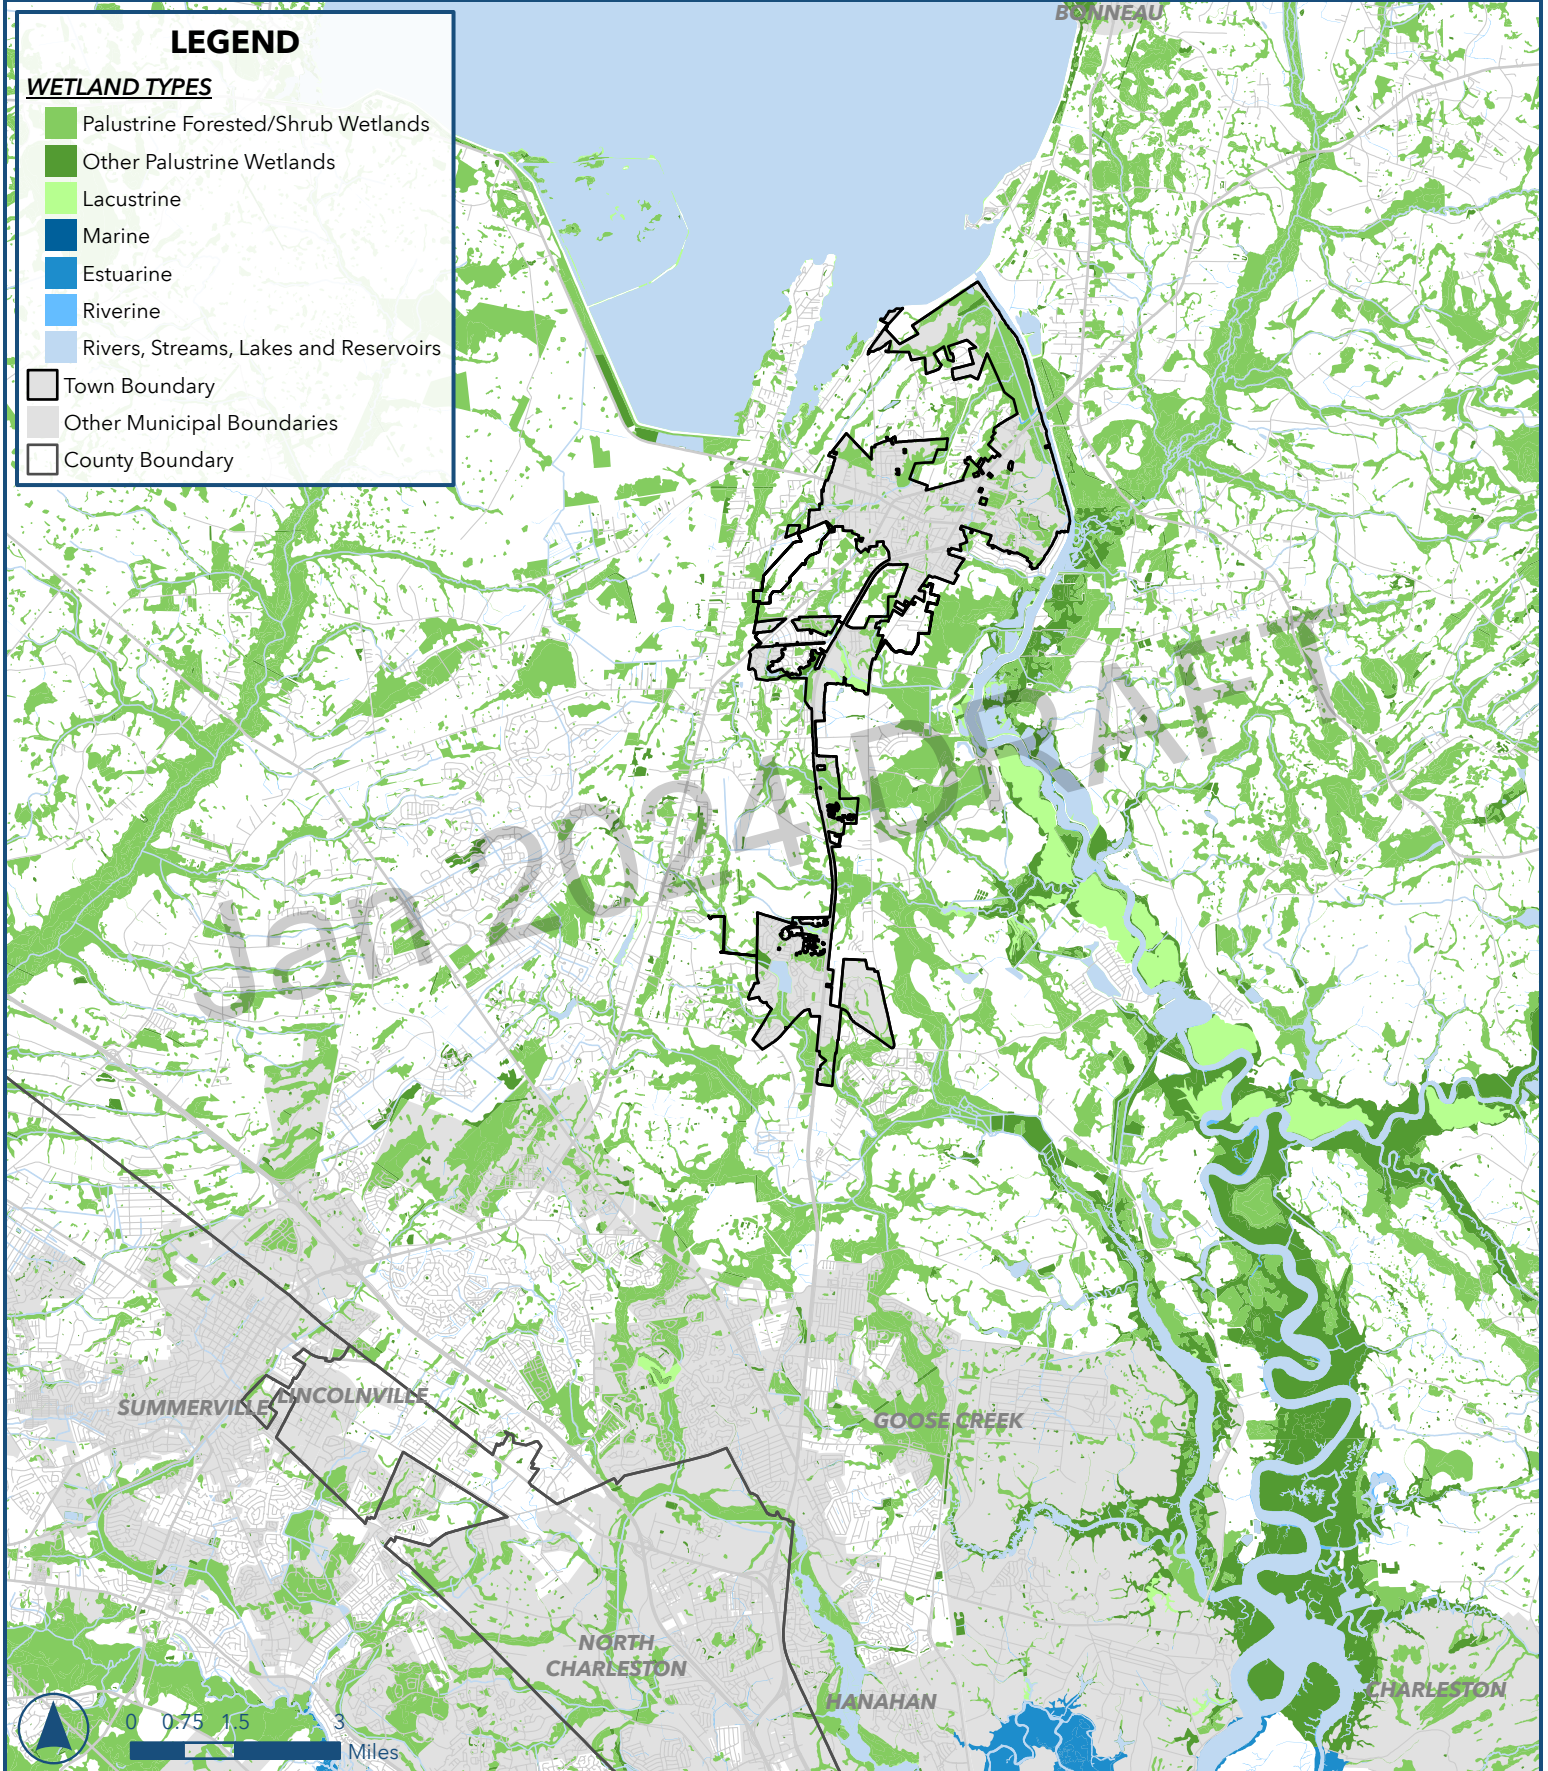 BONNEAU
LEGEND
WETLAND TYPES
Palustrine Forested/Shrub Wetlands
Other Palustrine Wetlands
Lacustrine
Marine
Estuarine
Riverine
Rivers, Streams, Lakes and Reservoirs
Town Boundary
Other Municipal Boundaries
County Boundary
Jan 2024 DRAFT
SUMMERVILLE
LINCOLNVILLE
GOOSE CREEK
NORTH
CHARLESTON
HANAHAN
CHARLESTON
0 0.75 1.5 3
Miles